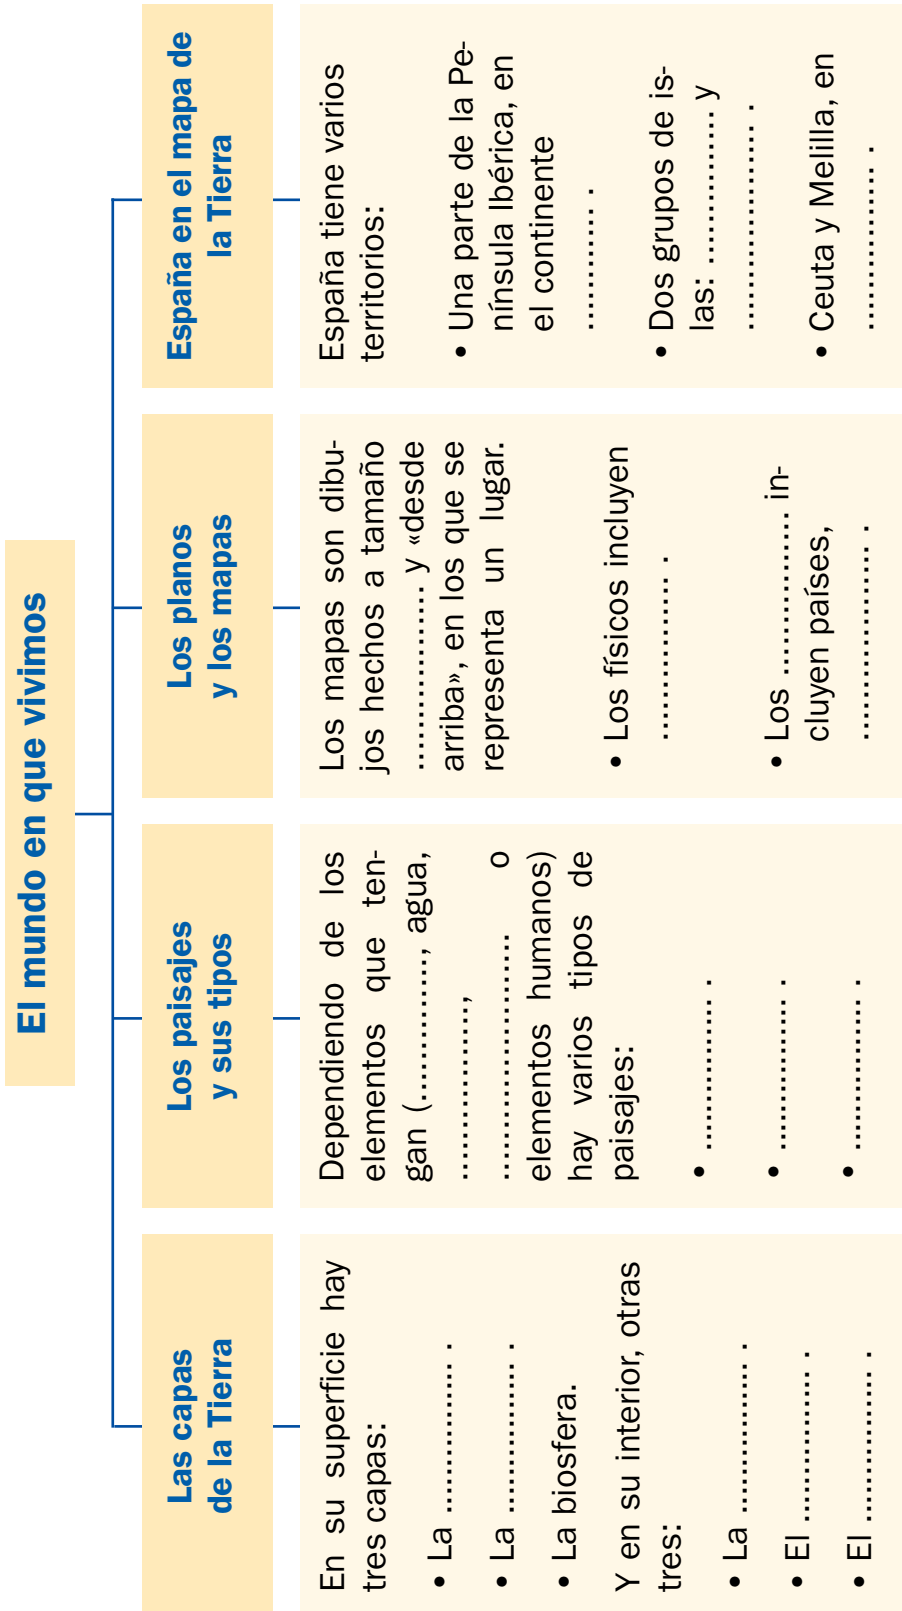 El mundo en que vivimos
Las capas
de la Tierra
En su superficie hay
tres capas:
• La .................. .
• La .................. .
• La biosfera.
Y en su interior, otras
tres:
• La .................. .
• El .................. .
• El .................. .
Los paisajes
y sus tipos
Dependiendo de los
elementos que ten-
gan (................, agua,
..................,
.......................... o
elementos humanos)
hay varios tipos de
paisajes:
• .................. .
• .................. .
• .................. .
Los planos
y los mapas
Los mapas son dibu-
jos hechos a tamaño
.................. y «desde
arriba», en los que se
representa un lugar.
• Los físicos incluyen
.................. .
• Los .................. in-
cluyen países,
...................... .
España en el mapa de
la Tierra
España tiene varios
territorios:
• Una parte de la Pe-
nínsula Ibérica, en
el continente
.............. .
• Dos grupos de is-
las: .................. y
...................... .
• Ceuta y Melilla, en
.................. .